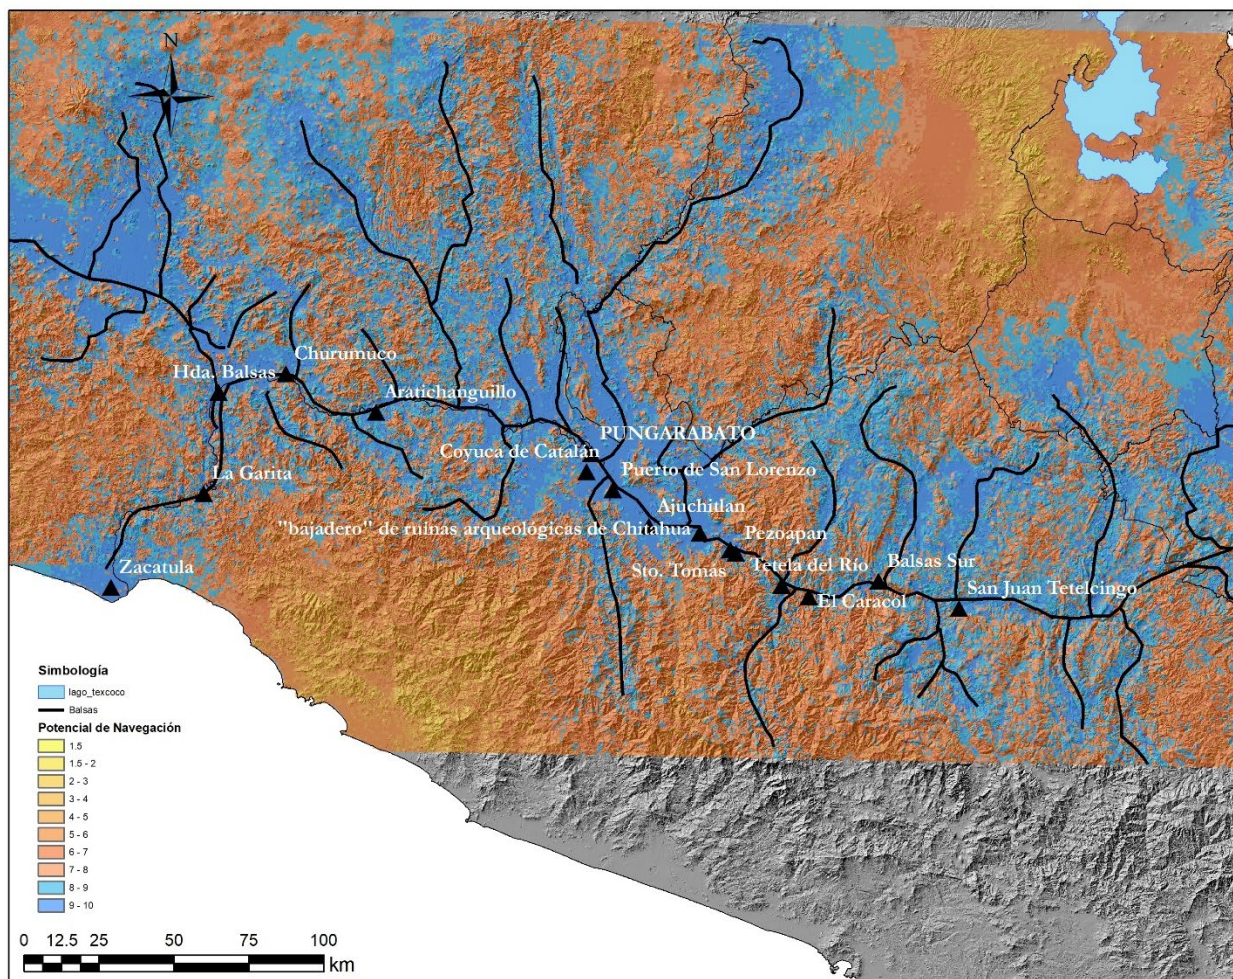 N
Churumuco
Hda. Balsas
Aratichanguillo
PUNGARABATO
Coyuca de Catalán
Puerto de San Lorenzo
La Garita
Ajuchitlan
"bajadero" de ruinas arqueológicas de Chitahua
Pezoapan
Zacatula
Sto. Tomás
Tetela del Río
Balsas Sur
El Caracol
San Juan Tetelcingo
Simbología
lago_texcoco
Balsas
Potencial de Navegación
1.5
1.5 - 2
2 - 3
3 - 4
4 - 5
5 - 6
6 - 7
7 - 8
8 - 9
9 - 10
0 12.5 25 50 75 100
km